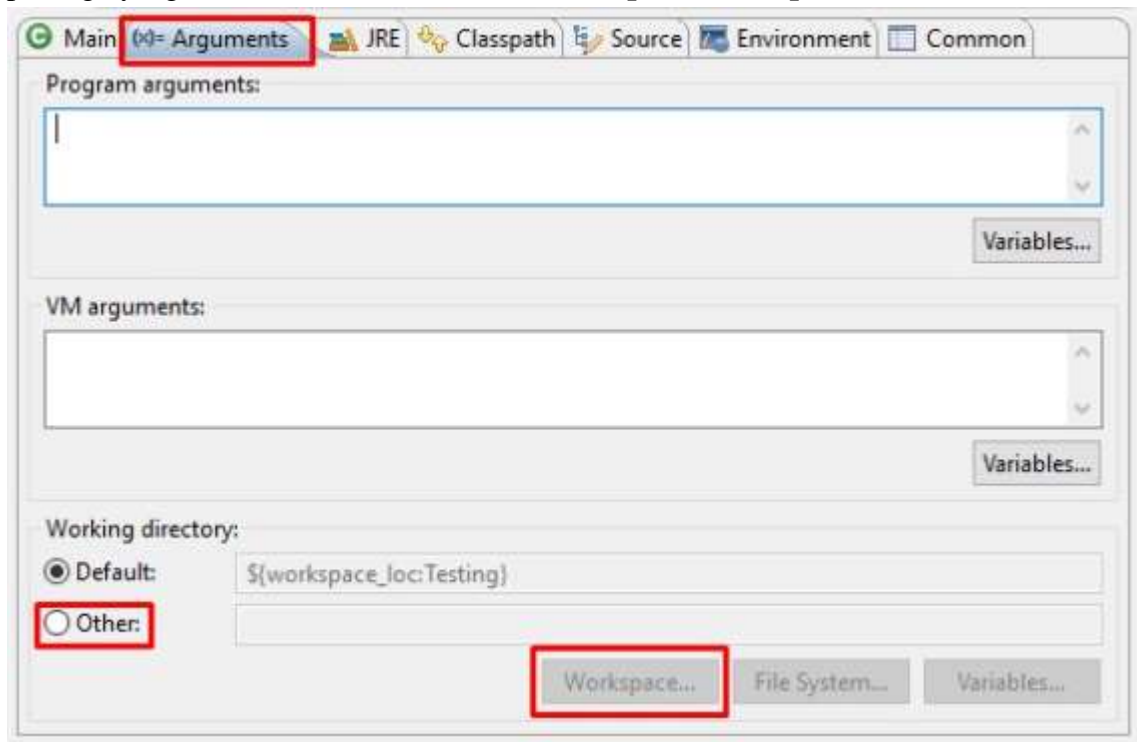 Main (x)= Arguments JRE Classpath Source Environment Common
Program arguments:
Variables...
VM arguments:
Variables...
Working directory:
Default: ${workspace_loc:Testing}
Other:
Workspace... File System... Variables...